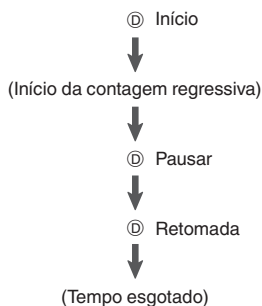 Ⓓ Início
(Início da contagem regressiva)
Ⓓ Pausar
Ⓓ Retomada
(Tempo esgotado)